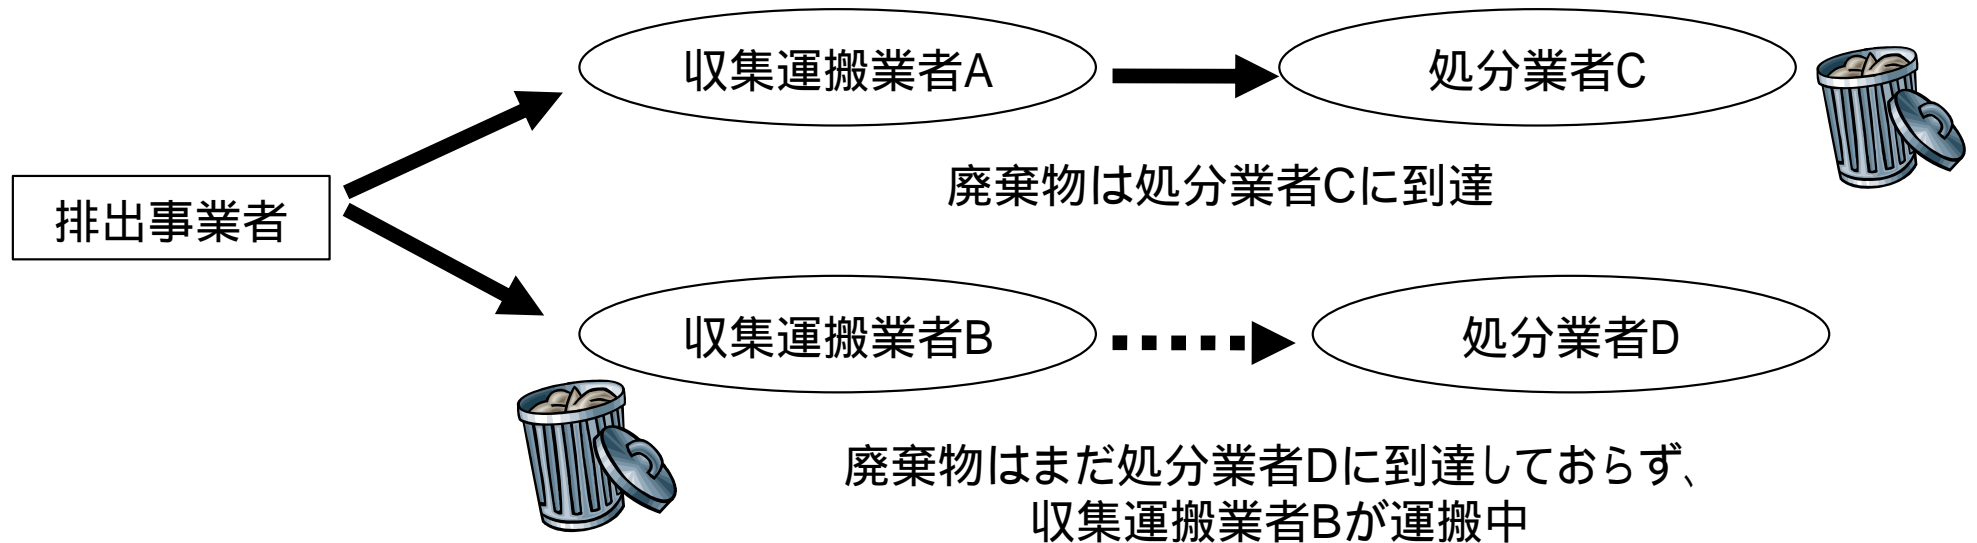 収集運搬業者A
処分業者C
廃棄物は処分業者Cに到達
排出事業者
収集運搬業者B
処分業者D
廃棄物はまだ処分業者Dに到達しておらず、
収集運搬業者Bが運搬中